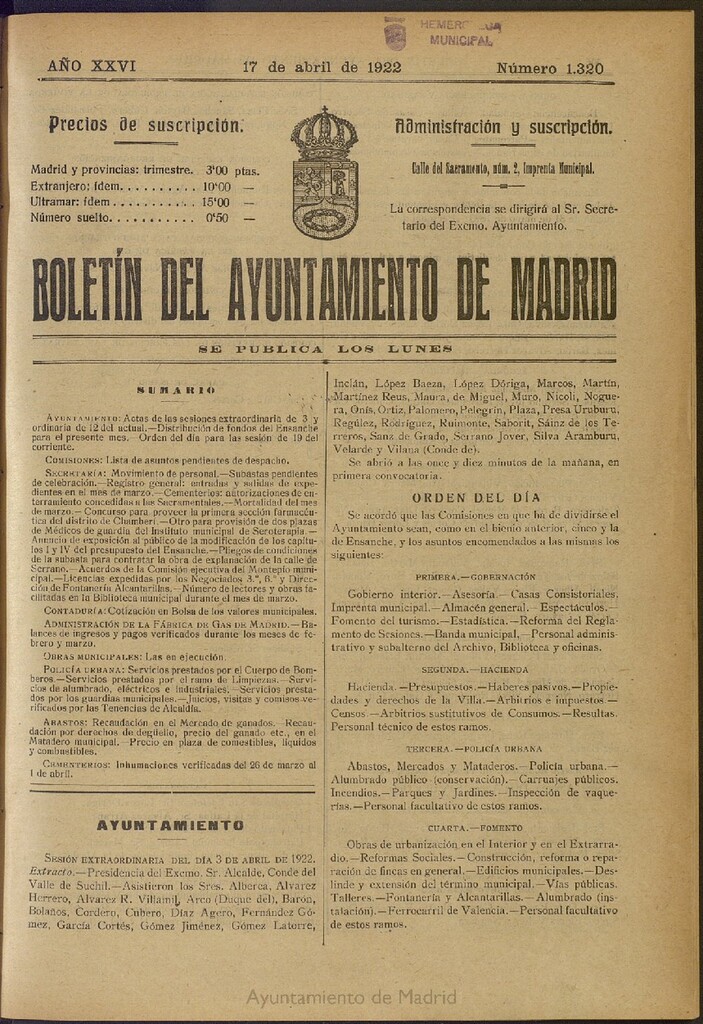 HEMER
MUNICIPAL
AÑO XXVI
17 de abril de 1922
Número 1.320
Precios de suscripción.
Madrid y provincias: trimestre. 3'00 ptas.
Extranjero: ídem.......... 10'00 —
Ultramar: ídem........... 15'00 —
Número suelto........... 0'50 —
Administración y suscripción.
Calle del Sacramento, núm. 2, Imprenta Municipal.
La correspondencia se dirigirá al Sr. Secre-
tario del Excmo. Ayuntamiento.
BOLETÍN DEL AYUNTAMIENTO DE MADRID
SE PUBLICA LOS LUNES
SUMARIO
AYUNTAMIENTO: Actas de las sesiones extraordinaria de 3 y
ordinaria de 12 del actual.—Distribución de fondos del Ensanche
para el presente mes.—Orden del día para las sesión de 19 del
corriente.
COMISIONES: Lista de asuntos pendientes de despacho.
SECRETARÍA: Movimiento de personal.—Subastas pendientes
de celebración.—Registro general: entradas y salidas de expe-
dientes en el mes de marzo.—Cementerios: autorizaciones de en-
terramiento concedidas a las Sacramentales.—Mortalidad del mes
de marzo.—Concurso para proveer la primera sección farmacéu-
tica del distrito de Chamberí.—Otro para provisión de dos plazas
de Médicos de guardia del Instituto municipal de Seroterapia.—
Anuncio de exposición al público de la modificación de los capítu-
los I y IV del presupuesto del Ensanche.—Pliegos de condiciones
de la subasta para contratar la obra de explanación de la calle de
Serrano.—Acuerdos de la Comisión ejecutiva del Montepío muni-
cipal.—Licencias expedidas por los Negociados 3.º, 6.º y Direc-
ción de Fontanería Alcantarillas.—Número de lectores y obras fa-
cilitadas en la Biblioteca municipal durante el mes de marzo.
CONTADURÍA: Cotización en Bolsa de los valores municipales.
ADMINISTRACIÓN DE LA FÁBRICA DE GAS DE MADRID.—Ba-
lances de ingresos y pagos verificados durante los meses de fe-
brero y marzo.
OBRAS MUNICIPALES: Las en ejecución.
POLICÍA URBANA: Servicios prestados por el Cuerpo de Bom-
beros.—Servicios prestados por el ramo de Limpiezas.—Servi-
cios de alumbrado, eléctricos e industriales.—Servicios presta-
dos por los guardias municipales.—Juicios, visitas y comisos ve-
rificados por las Tenencias de Alcaldía.
ABASTOS: Recaudación en el Mercado de ganados.—Recau-
dación por derechos de degüello, precio del ganado etc., en el
Matadero municipal.—Precio en plaza de comestibles, líquidos
y combustibles.
CEMENTERIOS: Inhumaciones verificadas del 26 de marzo al
1 de abril.
AYUNTAMIENTO
SESIÓN EXTRAORDINARIA DEL DÍA 3 DE ABRIL DE 1922.
Extracto.—Presidencia del Excmo. Sr. Alcalde, Conde del
Valle de Suchil.—Asistieron los Sres. Alberca, Alvarez
Herrero, Alvarez R. Villamil, Arco (Duque del), Barón,
Bolaños, Cordero, Cubero, Díaz Agero, Fernández Gó-
mez, García Cortés, Gómez Jiménez, Gómez Latorre,
Inclán, López Baeza, López Dóriga, Marcos, Martín,
Martínez Reus, Maura, de Miguel, Muro, Nicoli, Nogue-
ra, Onís, Ortiz, Palomero, Pelegrín, Plaza, Presa Uruburu,
Regúlez, Rodríguez, Ruimonte, Saborit, Sáinz de los Te-
rreros, Sanz de Grado, Serrano Jover, Silva Aramburu,
Velarde y Vilana (Conde de).
Se abrió a las once y diez minutos de la mañana, en
primera convocatoria.
ORDEN DEL DÍA
Se acordó que las Comisiones en que ha de dividirse el
Ayuntamiento sean, como en el bienio anterior, cinco y la
de Ensanche, y los asuntos encomendados a las mismas los
siguientes:
PRIMERA.—GOBERNACIÓN
Gobierno interior.—Asesoría.—Casas Consistoriales.
Imprenta municipal.—Almacén general.—Espectáculos.—
Fomento del turismo.—Estadística.—Reforma del Regla-
mento de Sesiones.—Banda municipal.—Personal adminis-
trativo y subalterno del Archivo, Biblioteca y oficinas.
SEGUNDA.—HACIENDA
Hacienda.—Presupuestos.—Haberes pasivos.—Propie-
dades y derechos de la Villa.—Arbitrios e impuestos.—
Censos.—Arbitrios sustitutivos de Consumos.—Resultas.
Personal técnico de estos ramos.
TERCERA.—POLICÍA URBANA
Abastos, Mercados y Mataderos.—Policía urbana.—
Alumbrado público (conservación).—Carruajes públicos.
Incendios.—Parques y Jardines.—Inspección de vaque-
rías.—Personal facultativo de estos ramos.
CUARTA.—FOMENTO
Obras de urbanización en el Interior y en el Extrarra-
dio.—Reformas Sociales.—Construcción, reforma o repa-
ración de fincas en general.—Edificios municipales.—Des-
linde y extensión del término municipal.—Vías públicas.
Talleres.—Fontanería y Alcantarillas.—Alumbrado (ins-
talación).—Ferrocarril de Valencia.—Personal facultativo
de estos ramos.
Ayuntamiento de Madrid